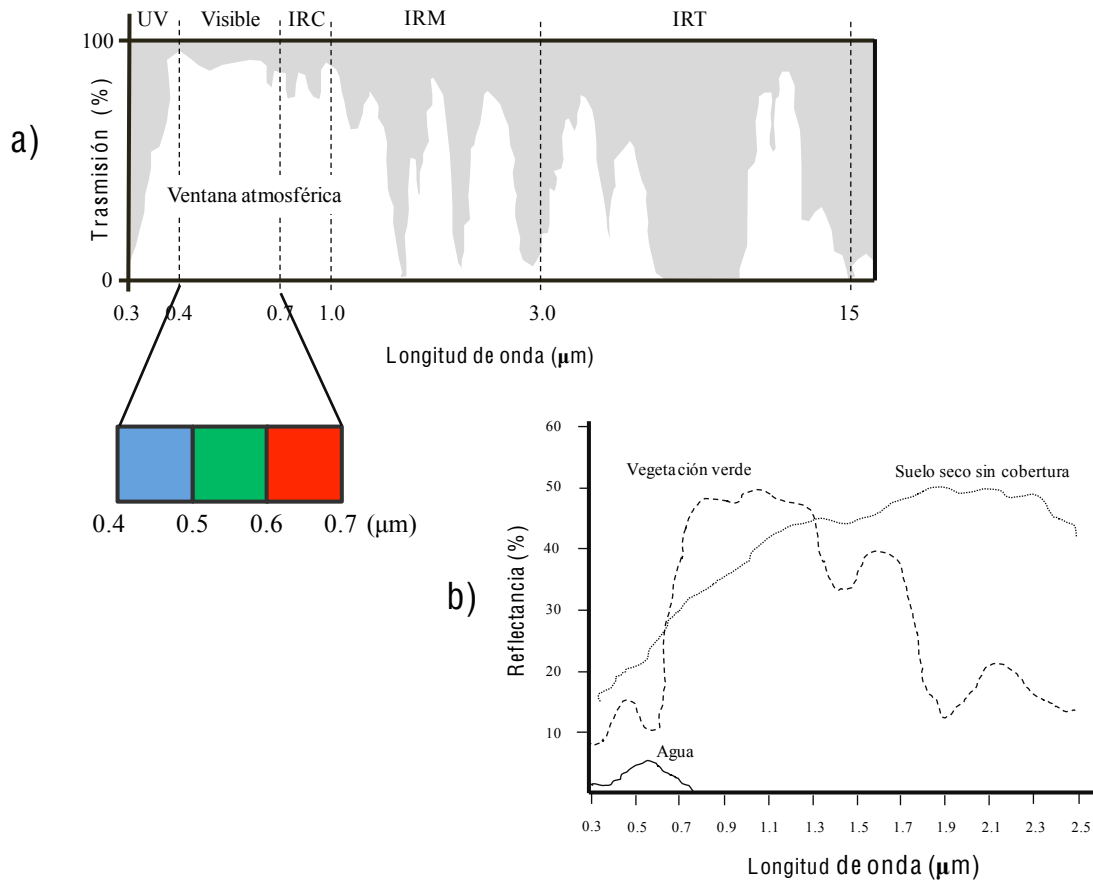 UV Visible IRC IRM IRT
100
Trasmisión (%)
a)
Ventana atmosférica
0
0.3 0.4 0.7 1.0 3.0 15
Longitud de onda (μm)
0.4 0.5 0.6 0.7 (μm)
b)
60
50
40
30
20
10
Reflectancia (%)
Vegetación verde
Suelo seco sin cobertura
Agua
0.3 0.5 0.7 0.9 1.1 1.3 1.5 1.7 1.9 2.1 2.3 2.5
Longitud de onda (μm)